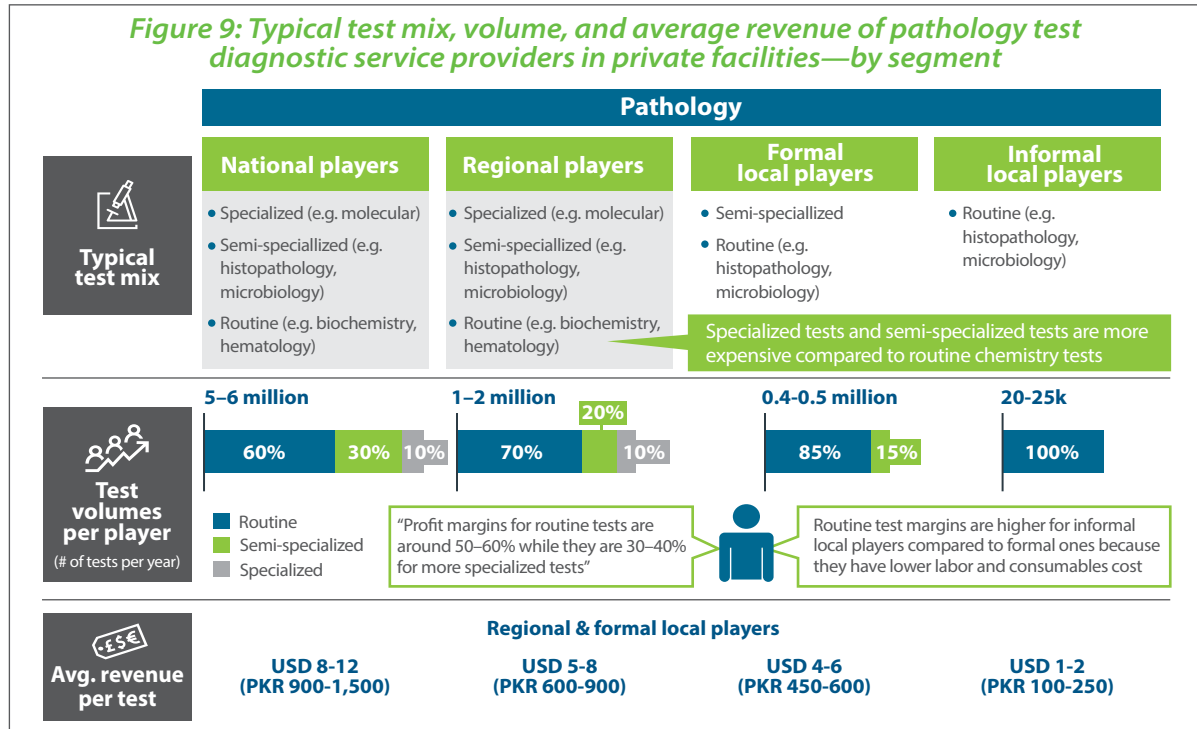 Figure 9: Typical test mix, volume, and average revenue of pathology test
diagnostic service providers in private facilities—by segment
Pathology
National players
Regional players
Formal
local players
Informal
local players
Typical
test mix
• Specialized (e.g. molecular)
• Semi-speciallized (e.g.
histopathology,
microbiology)
• Routine (e.g. biochemistry,
hematology)
• Specialized (e.g. molecular)
• Semi-speciallized (e.g.
histopathology,
microbiology)
• Routine (e.g. biochemistry,
hematology)
• Semi-speciallized
• Routine (e.g.
histopathology,
microbiology)
• Routine (e.g.
histopathology,
microbiology)
Specialized tests and semi-specialized tests are more
expensive compared to routine chemistry tests
Test
volumes
per player
(# of tests per year)
5–6 million
60%
30%
10%
1–2 million
70%
20%
10%
0.4-0.5 million
85%
15%
20-25k
100%
Routine
Semi-specialized
Specialized
“Profit margins for routine tests are
around 50–60% while they are 30–40%
for more specialized tests”
Routine test margins are higher for informal
local players compared to formal ones because
they have lower labor and consumables cost
£$€
Avg. revenue
per test
Regional & formal local players
USD 8-12
(PKR 900-1,500)
USD 5-8
(PKR 600-900)
USD 4-6
(PKR 450-600)
USD 1-2
(PKR 100-250)